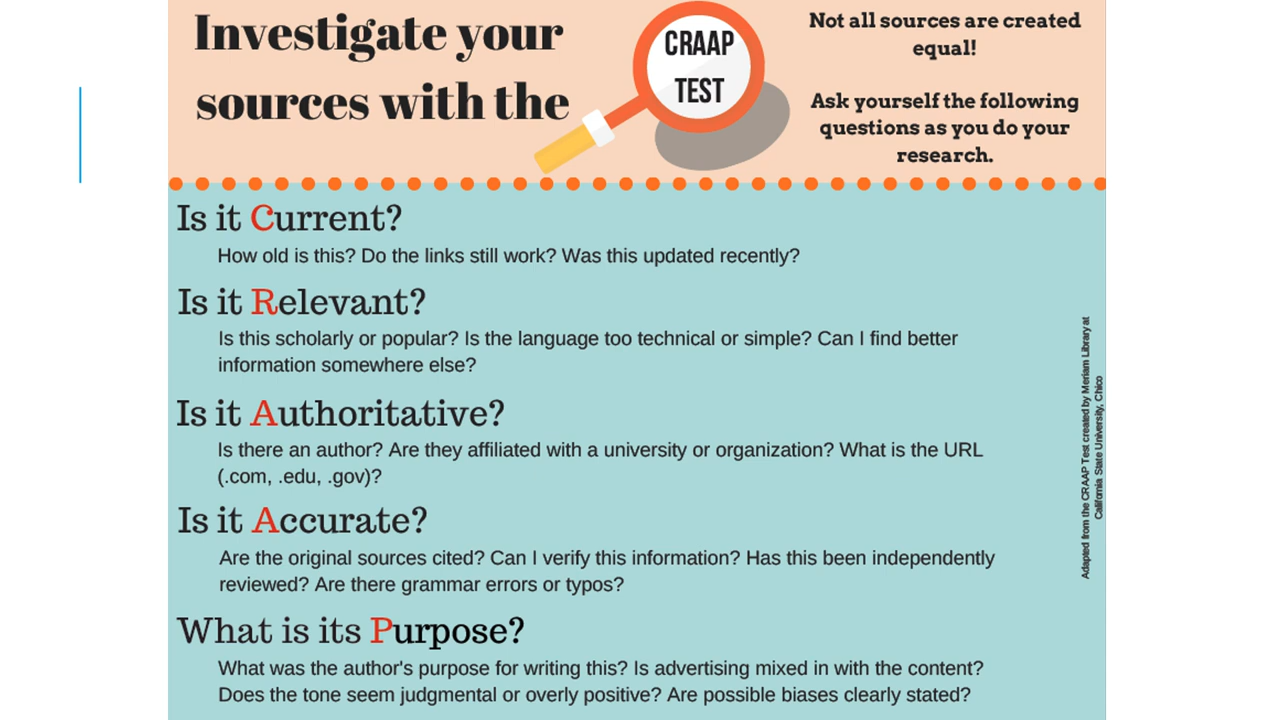 Investigate your
sources with the
CRAAP
TEST
Not all sources are created
equal!
Ask yourself the following
questions as you do your
research.
Is it Current?
How old is this? Do the links still work? Was this updated recently?
Is it Relevant?
Is this scholarly or popular? Is the language too technical or simple? Can I find better
information somewhere else?
Is it Authoritative?
Is there an author? Are they affiliated with a university or organization? What is the URL
(.com, .edu, .gov)?
Is it Accurate?
Are the original sources cited? Can I verify this information? Has this been independently
reviewed? Are there grammar errors or typos?
What is its Purpose?
What was the author's purpose for writing this? Is advertising mixed in with the content?
Does the tone seem judgmental or overly positive? Are possible biases clearly stated?
Adapted from the CRAAP Test created by Meriam Library at
California State University, Chico